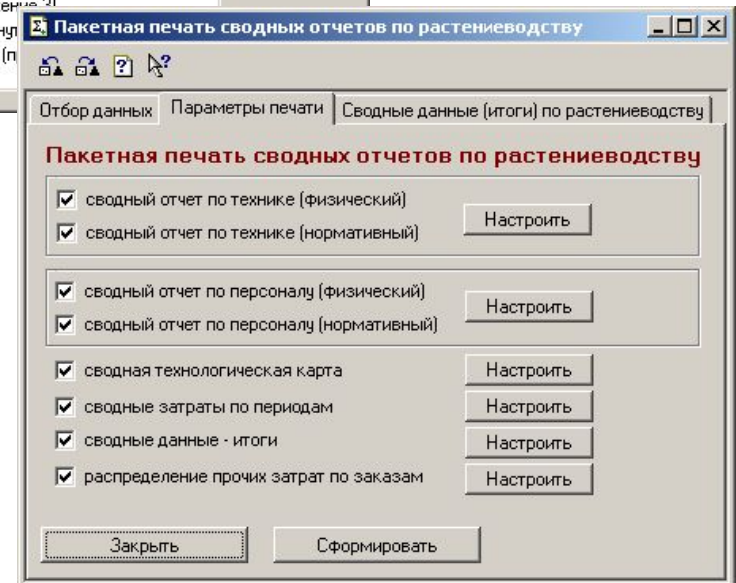 Пакетная печать сводных отчетов по растениеводству
Отбор данных
Параметры печати
Сводные данные (итоги) по растениеводству
Пакетная печать сводных отчетов по растениеводству
сводный отчет по технике (физический)
сводный отчет по технике (нормативный)
Настроить
сводный отчет по персоналу (физический)
сводный отчет по персоналу (нормативный)
Настроить
сводная технологическая карта
Настроить
сводные затраты по периодам
Настроить
сводные данные - итоги
Настроить
распределение прочих затрат по заказам
Настроить
Закрыть
Сформировать